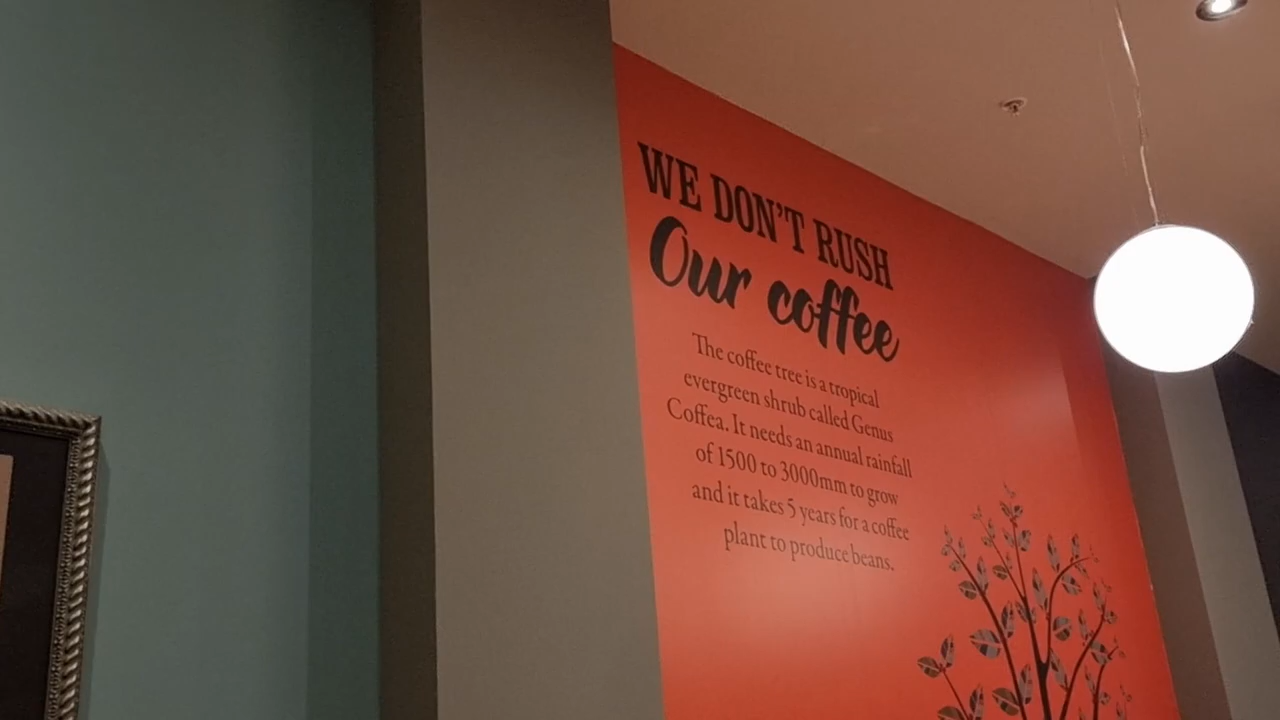 WE DON'T RUSH
Our coffee
The coffee tree is a tropical
evergreen shrub called Genus
Coffea. It needs an annual rainfall
of 1500 to 3000mm to grow
and it takes 5 years for a coffee
plant to produce beans.